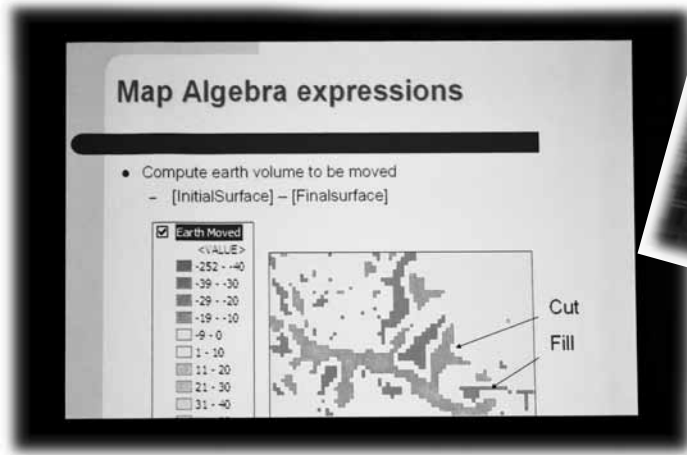 Map Algebra expressions
• Compute earth volume to be moved
– [InitialSurface] – [Finalsurface]
Earth Moved
<VALUE>
-252 - -40
-39 - -30
-29 - -20
-19 - -10
-9 - 0
1 - 10
11 - 20
21 - 30
31 - 40
Cut
Fill